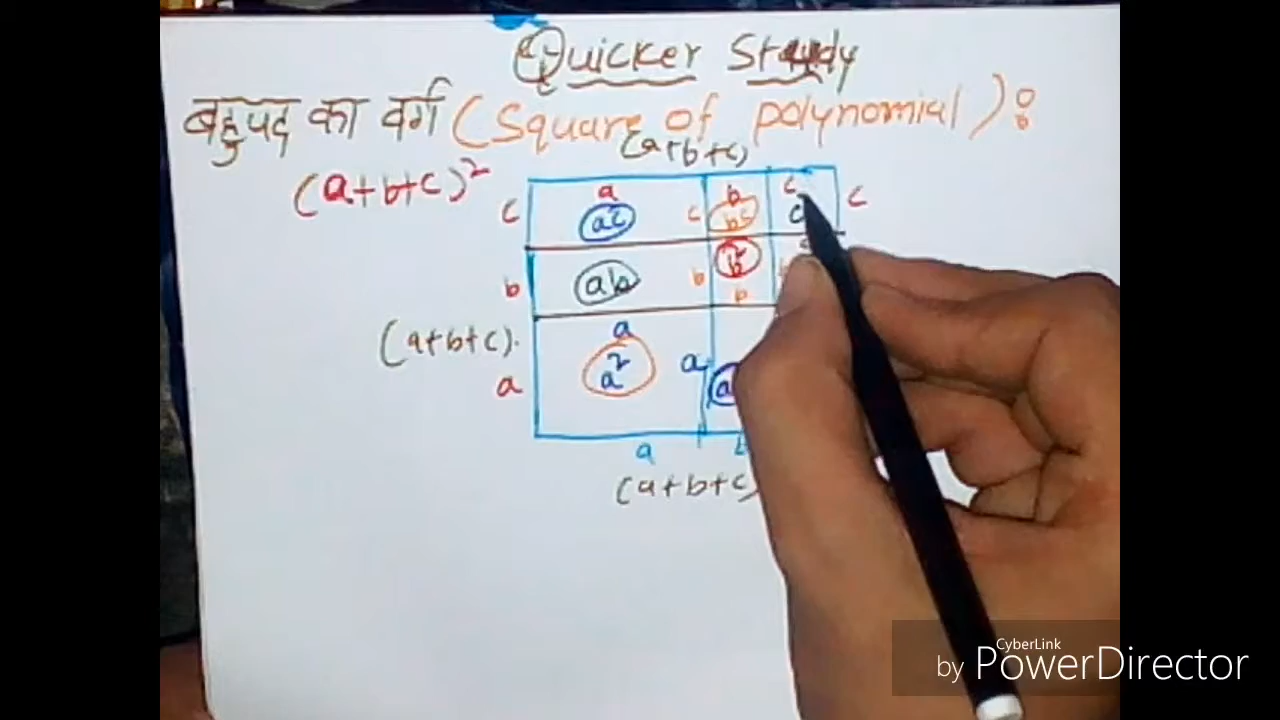 Quicker Study
बहुपद का वर्ग (Square of polynomial) :
(a+b+c)
(a+b+c)²
c a b c c
ac c bc c
b ab b b²
b
(a+b+c). a
a a² a
a
(a+b+c)
CyberLink
by PowerDirector